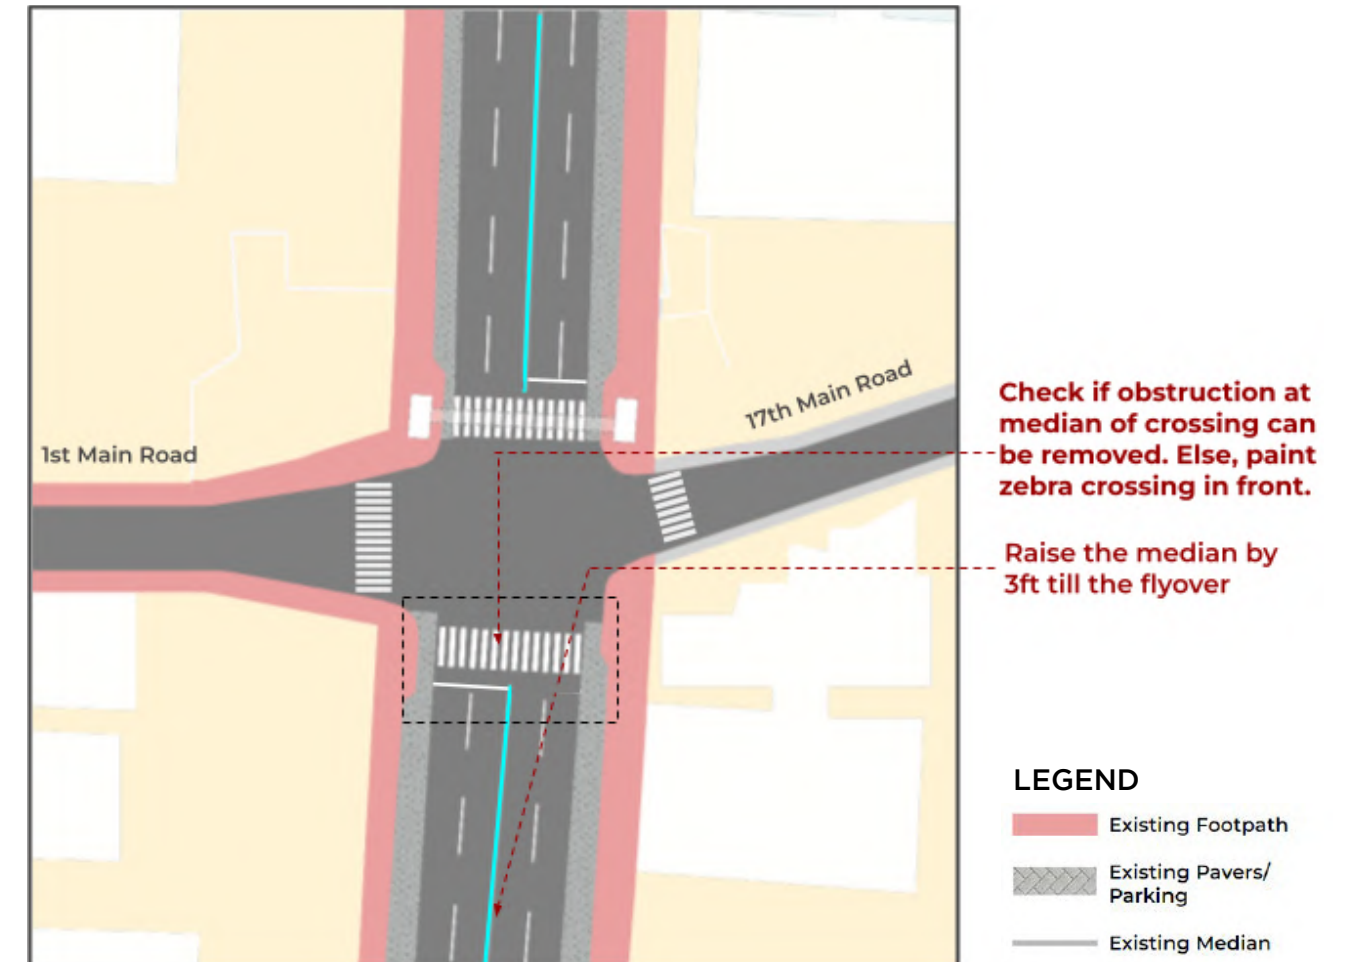 17th Main Road
1st Main Road
Check if obstruction at
median of crossing can
be removed. Else, paint
zebra crossing in front.
Raise the median by
3ft till the flyover
LEGEND
Existing Footpath
Existing Pavers/
Parking
Existing Median